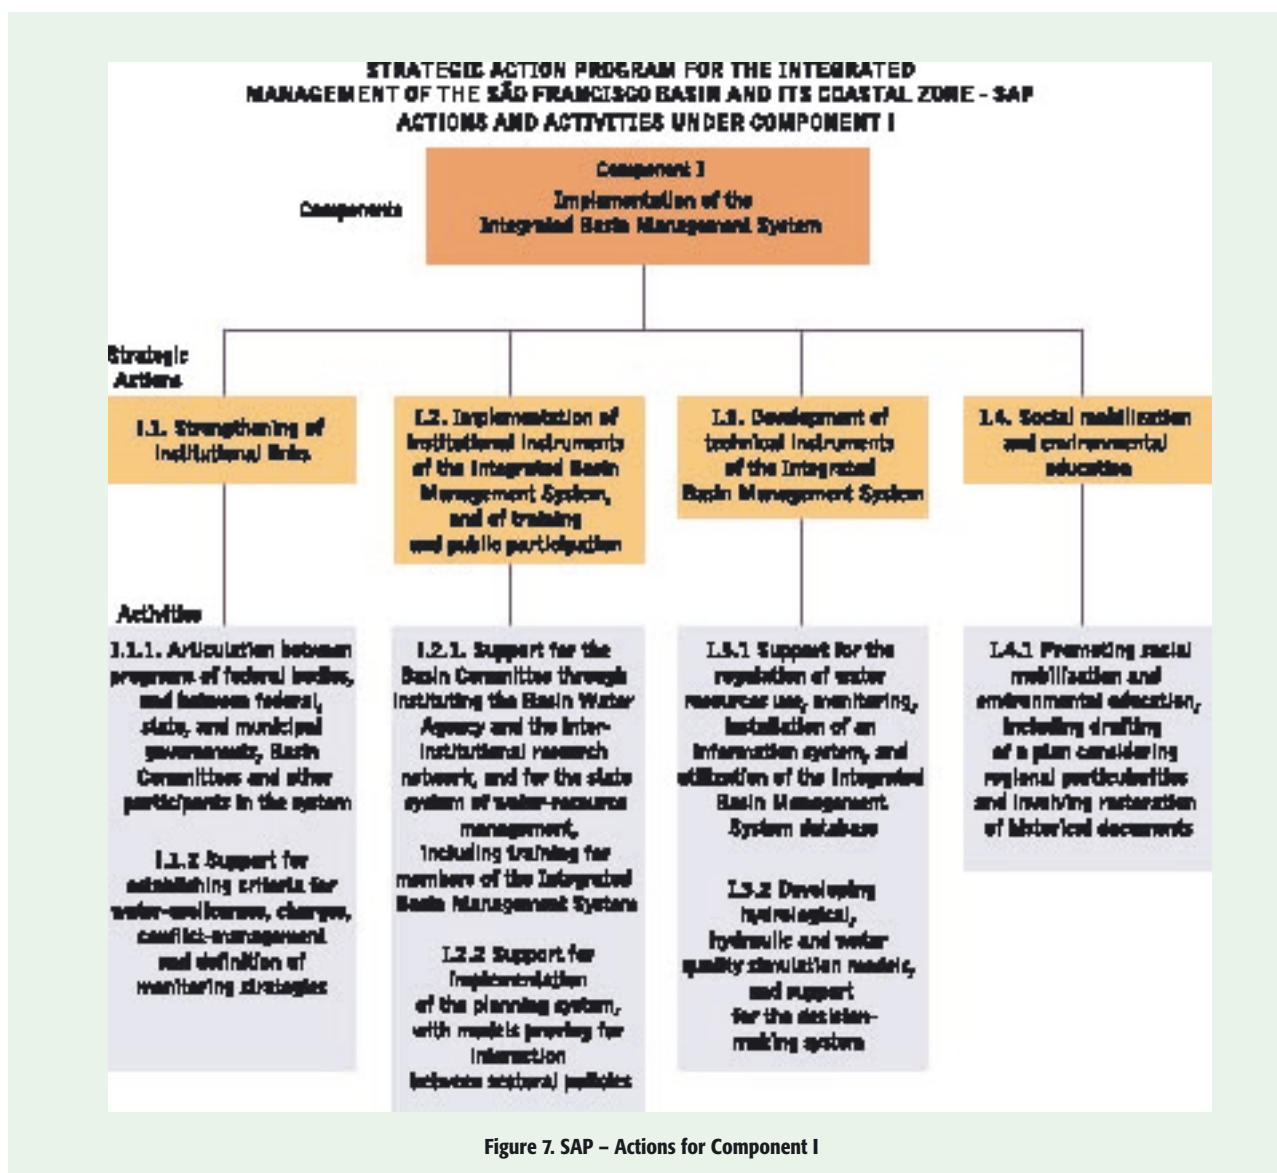 STRATEGIC ACTION PROGRAM FOR THE INTEGRATED
MANAGEMENT OF THE SÃO FRANCISCO BASIN AND ITS COASTAL ZONE - SAP
ACTIONS AND ACTIVITIES UNDER COMPONENT I
Component I
Components
Implementation of the
Integrated Basin Management System
Strategic
Actions
I.1. Strengthening of
institutional links
I.2. Implementation of
institutional instruments
of the Integrated Basin
Management System,
and of training
and public participation
I.3. Development of
technical instruments
of the Integrated
Basin Management System
I.4. Social mobilisation
and environmental
education
Activities
I.1.1. Articulation between
programs of federal bodies,
and between federal,
state, and municipal
governments, Basin
Committees and other
participants in the system
I.1.2 Support for
establishing criteria for
charges,
conflict-management
and definition of
monitoring strategies
I.2.1. Support for the
Basin Committee through
instituting the Basin Water
Agency and the inter-
institutional research
network, and for the state
system of water-resource
management,
including training for
members of the Integrated
Basin Management System
I.2.2 Support for
implementation
of the planning system,
with models for
interaction
between sectoral policies
I.3.1 Support for the
regulation of water
resources use, monitoring,
installation of an
information system, and
utilization of the Integrated
Basin Management
System database
I.3.2 Developing
hydrological,
hydraulic and water
quality simulation models,
and support
for the decision-
making system
I.4.1 Promoting social
mobilisation and
environmental education,
including drafting
of a plan considering
regional particularities
and involving restoration
of historical documents
Figure 7. SAP – Actions for Component I